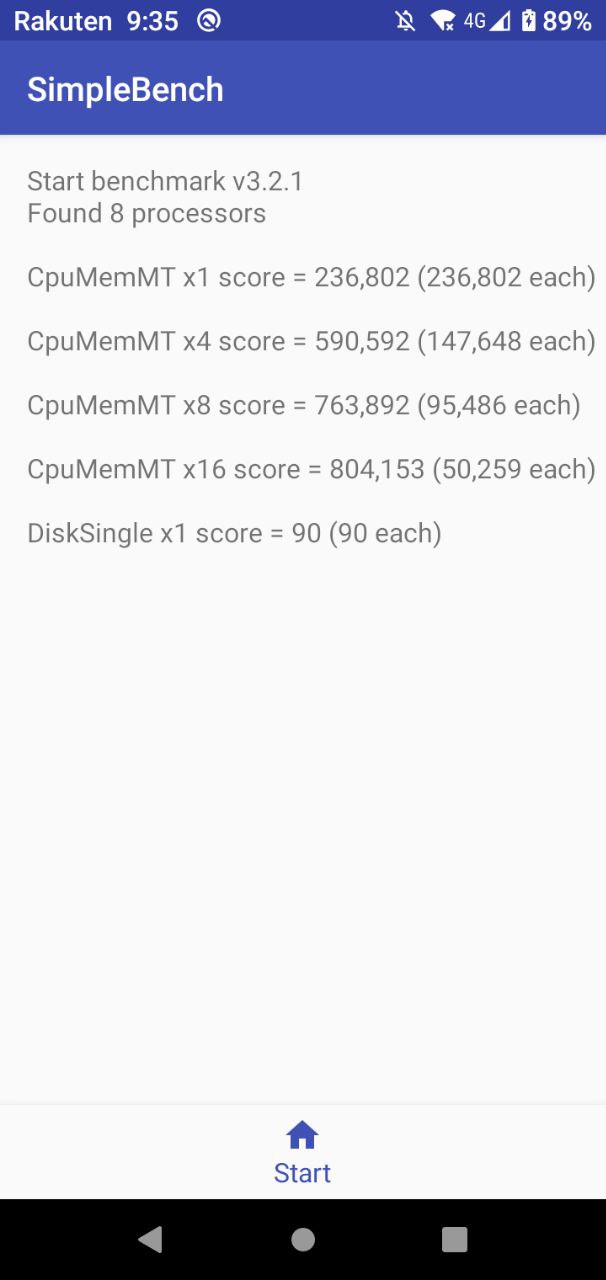 Rakuten 9:35 4G 89%
SimpleBench
Start benchmark v3.2.1
Found 8 processors
CpuMemMT x1 score = 236,802 (236,802 each)
CpuMemMT x4 score = 590,592 (147,648 each)
CpuMemMT x8 score = 763,892 (95,486 each)
CpuMemMT x16 score = 804,153 (50,259 each)
DiskSingle x1 score = 90 (90 each)
Start